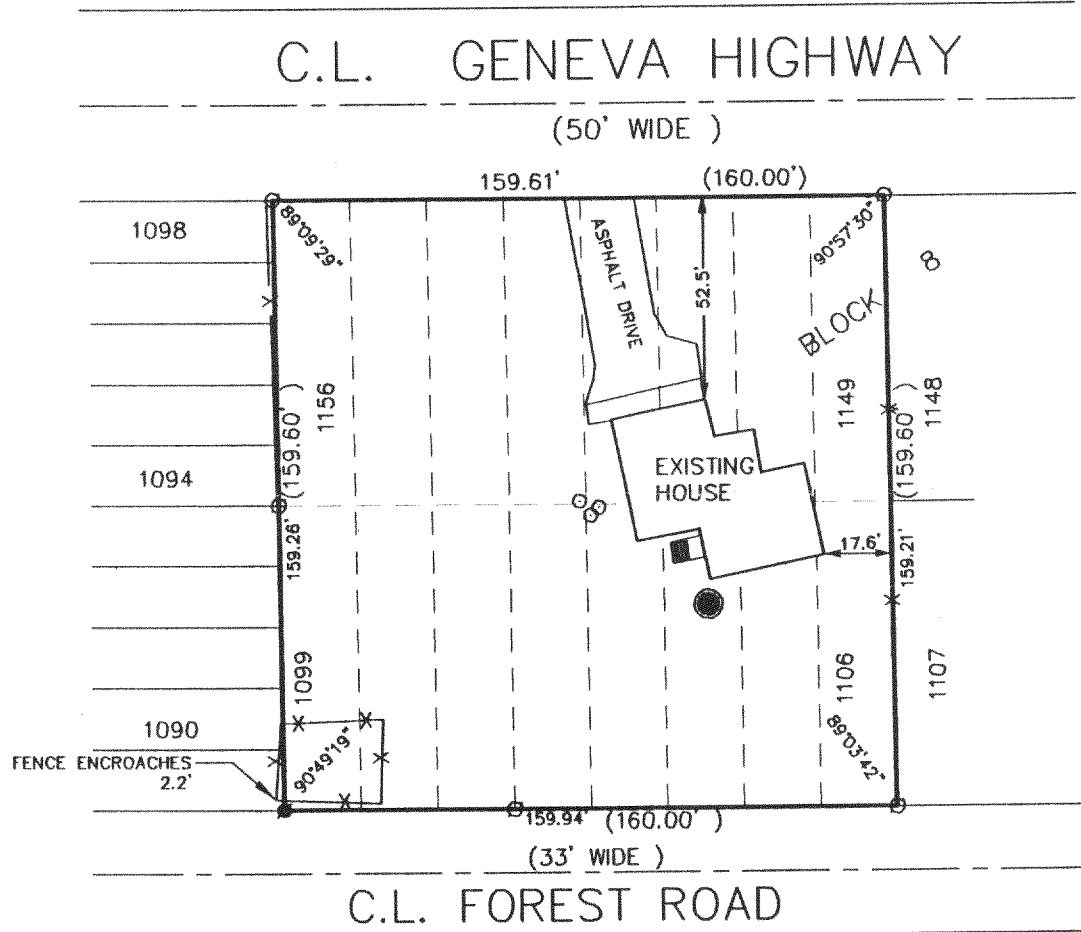 C.L. GENEVA HIGHWAY
(50' WIDE )
159.61' (160.00')
1098
89°09'29"
ASPHALT DRIVE
52.5'
90°57'30"
BLOCK 8
(159.60')
1156
1149
(159.60')
1148
1094
EXISTING
HOUSE
159.26'
17.6'
159.21'
1099
1106
1107
1090
90°49'19"
89°03'42"
FENCE ENCROACHES
2.2'
159.94' (160.00' )
(33' WIDE )
C.L. FOREST ROAD